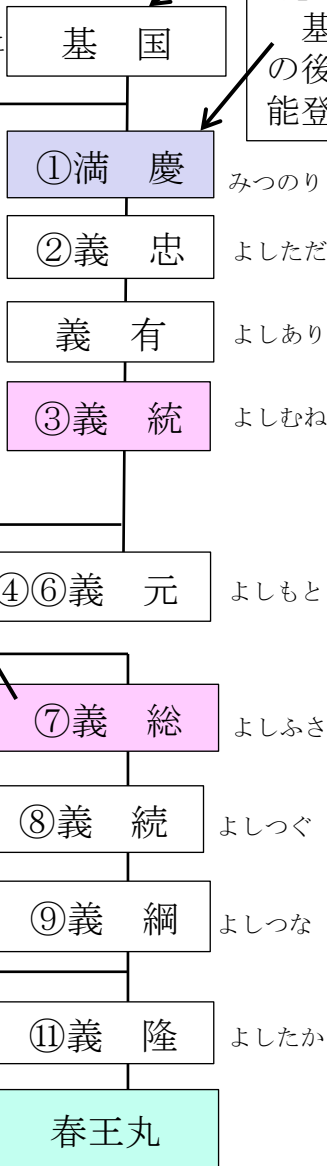 基
の後
能登
基　国
①満　慶　みつのり
②義　忠　よしただ
義　有　よしあり
③義　統　よしむね
④⑥義　元　よしもと
⑦義　総　よしふさ
⑧義　続　よしつぐ
⑨義　綱　よしつな
⑪義　隆　よしたか
春王丸